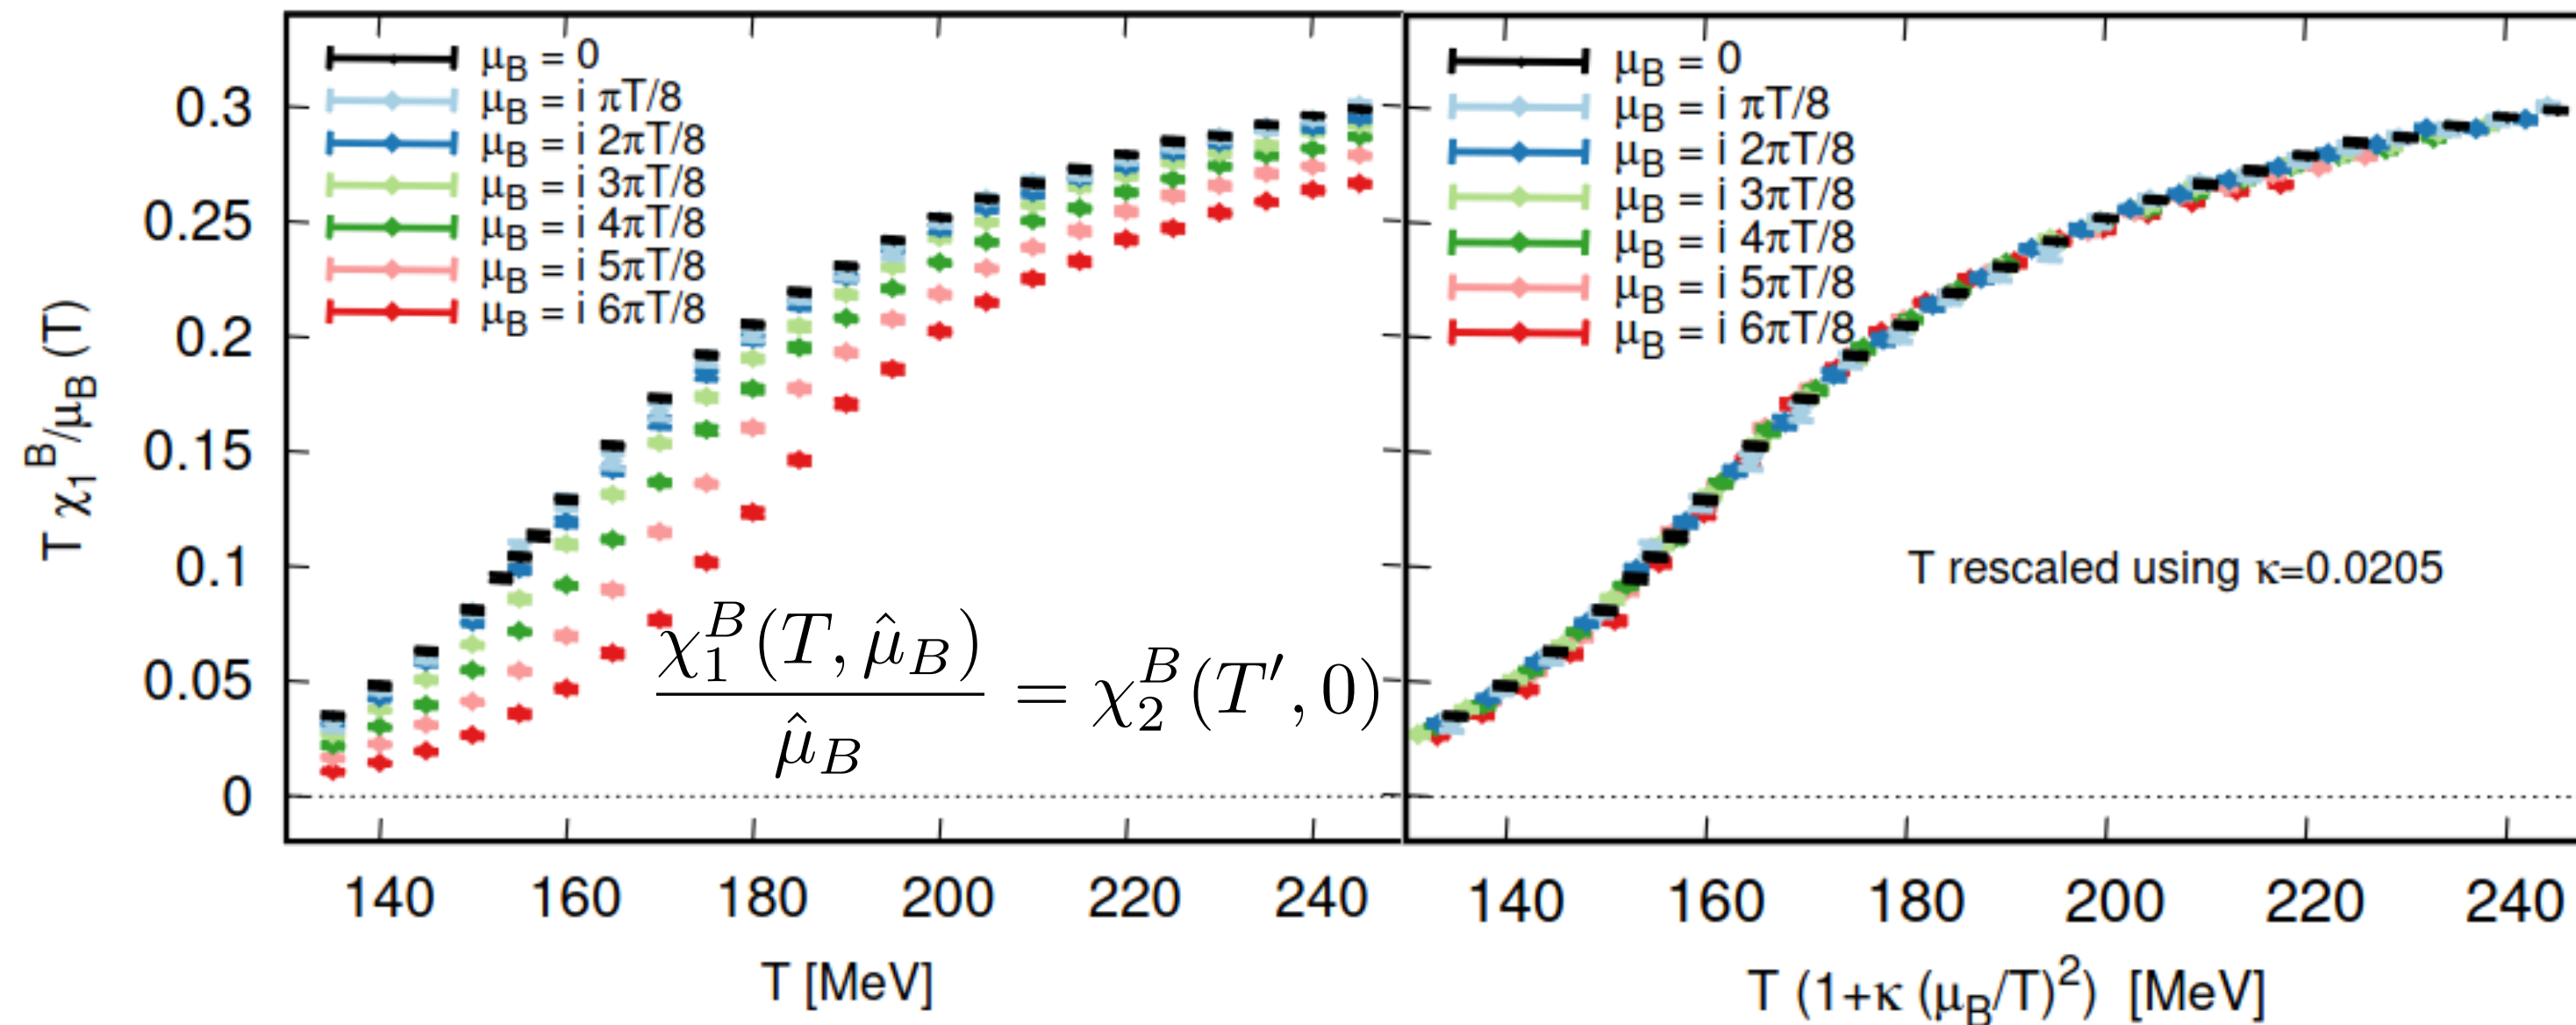 μB = 0
μB = i πT/8
μB = i 2πT/8
μB = i 3πT/8
μB = i 4πT/8
μB = i 5πT/8
μB = i 6πT/8
0.3
0.25
0.2
0.15
0.1
0.05
0
T χ₁ᴮ/μB (T)
χ₁ᴮ(T, μ̂B)
μ̂B
= χ₂ᴮ(T′, 0)
140 160 180 200 220 240
T [MeV]
μB = 0
μB = i πT/8
μB = i 2πT/8
μB = i 3πT/8
μB = i 4πT/8
μB = i 5πT/8
μB = i 6πT/8
T rescaled using κ=0.0205
140 160 180 200 220 240
T (1+κ (μB/T)²) [MeV]